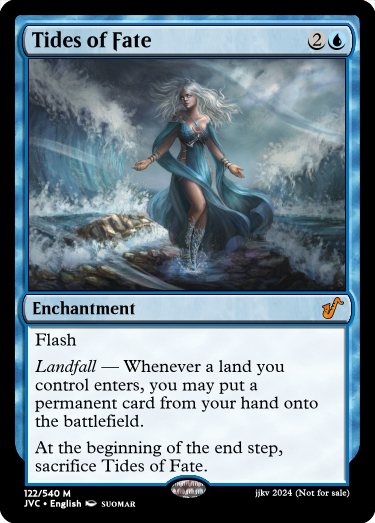 Tides of Fate 2
Enchantment
Flash
Landfall — Whenever a land you
control enters, you may put a
permanent card from your hand onto
the battlefield.
At the beginning of the end step,
sacrifice Tides of Fate.
122/540 M
JVC • English SUOMAR
jjkv 2024 (Not for sale)